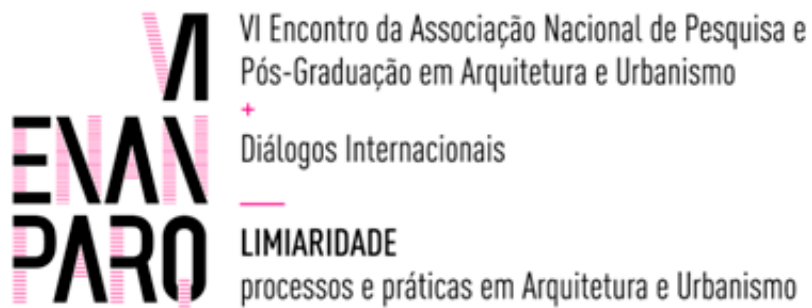 VI
ENAN
PARQ
VI Encontro da Associação Nacional de Pesquisa e
Pós-Graduação em Arquitetura e Urbanismo
+
Diálogos Internacionais
LIMIARIDADE
processos e práticas em Arquitetura e Urbanismo